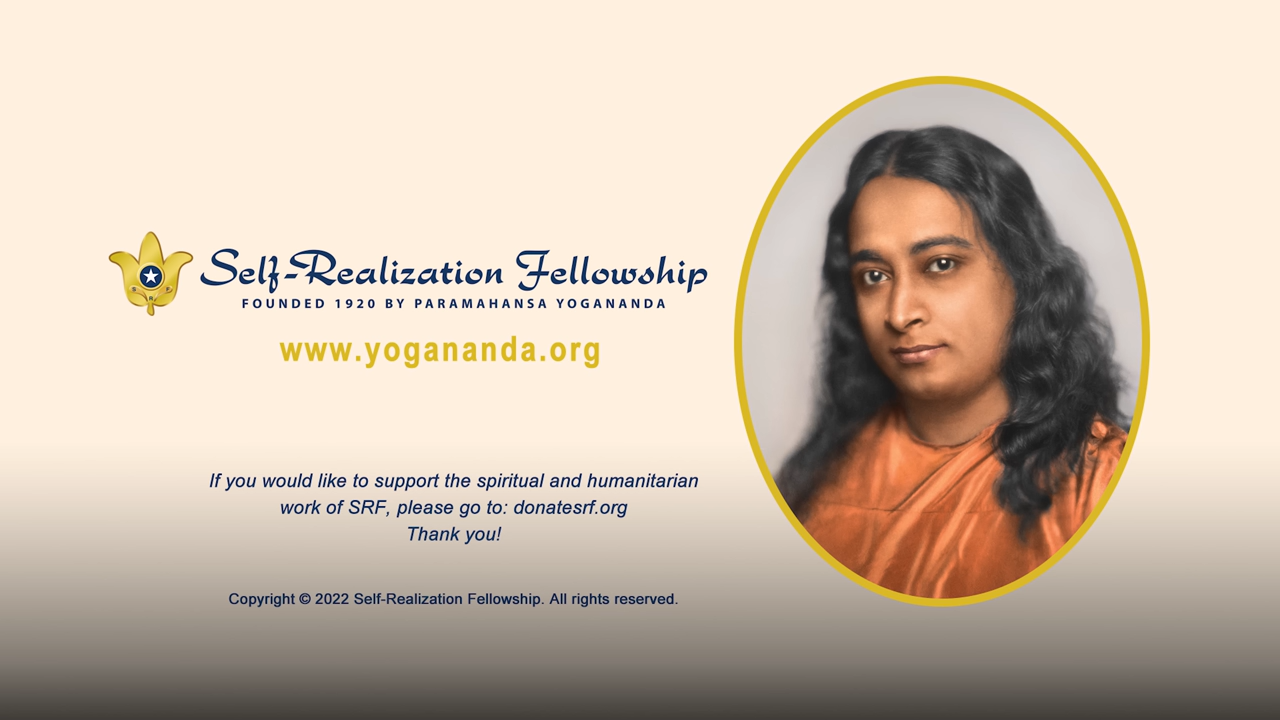 Self-Realization Fellowship
FOUNDED 1920 BY PARAMAHANSA YOGANANDA
www.yogananda.org
If you would like to support the spiritual and humanitarian
work of SRF, please go to: donatesrf.org
Thank you!
Copyright © 2022 Self-Realization Fellowship. All rights reserved.